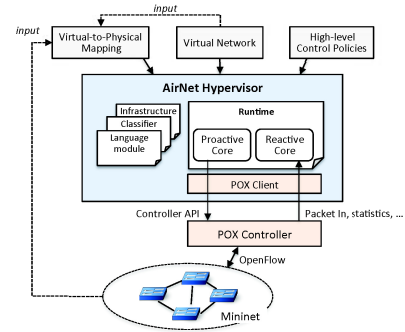 input
input
Virtual-to-Physical
Mapping
Virtual Network
High-level
Control Policies
AirNet Hypervisor
Infrastructure
Classifier
Language
module
Runtime
Proactive
Core
Reactive
Core
POX Client
Controller API
Packet In, statistics, ...
POX Controller
OpenFlow
Mininet